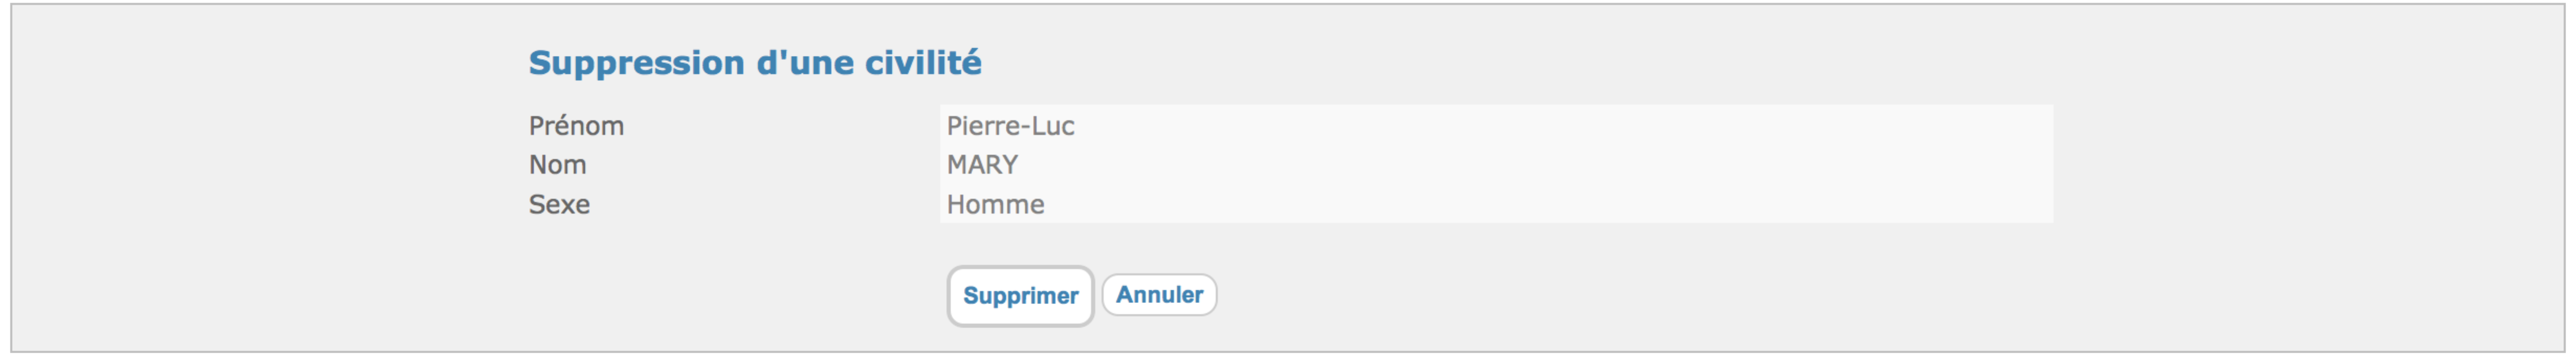 Suppression d'une civilité
Prénom Pierre-Luc
Nom MARY
Sexe Homme
Supprimer Annuler